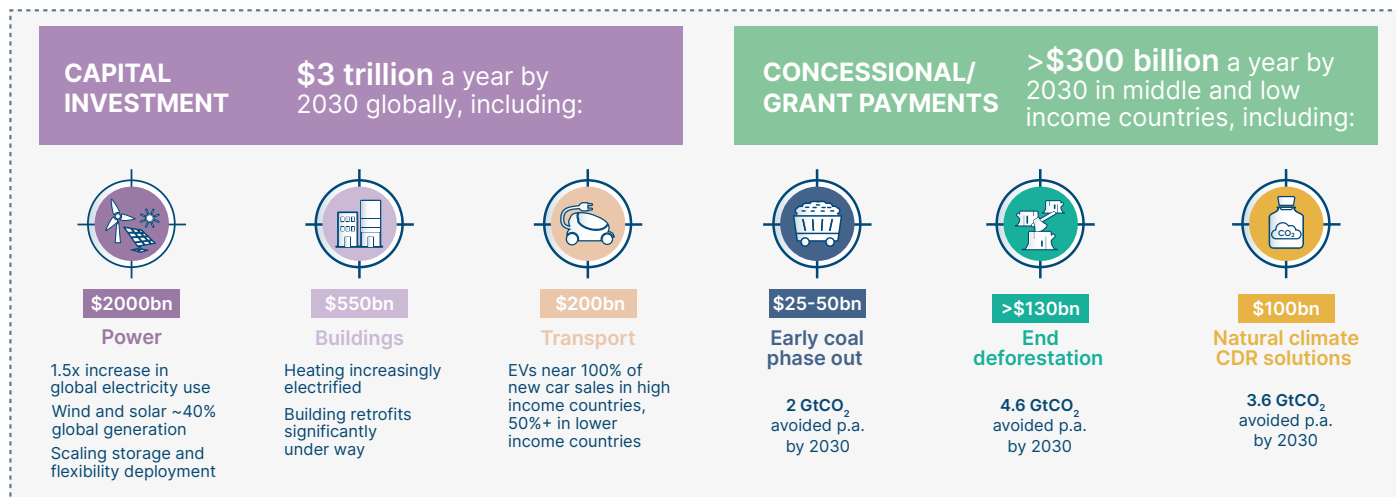 CAPITAL
INVESTMENT
$3 trillion a year by
2030 globally, including:
CONCESSIONAL/
GRANT PAYMENTS
>$300 billion a year by
2030 in middle and low
income countries, including:
$2000bn
Power
1.5x increase in
global electricity use
Wind and solar ~40%
global generation
Scaling storage and
flexibility deployment
$550bn
Buildings
Heating increasingly
electrified
Building retrofits
significantly
under way
$200bn
Transport
EVs near 100% of
new car sales in high
income countries,
50%+ in lower
income countries
$25-50bn
Early coal
phase out
2 GtCO₂
avoided p.a.
by 2030
>$130bn
End
deforestation
4.6 GtCO₂
avoided p.a.
by 2030
CO₂
$100bn
Natural climate
CDR solutions
3.6 GtCO₂
avoided p.a.
by 2030